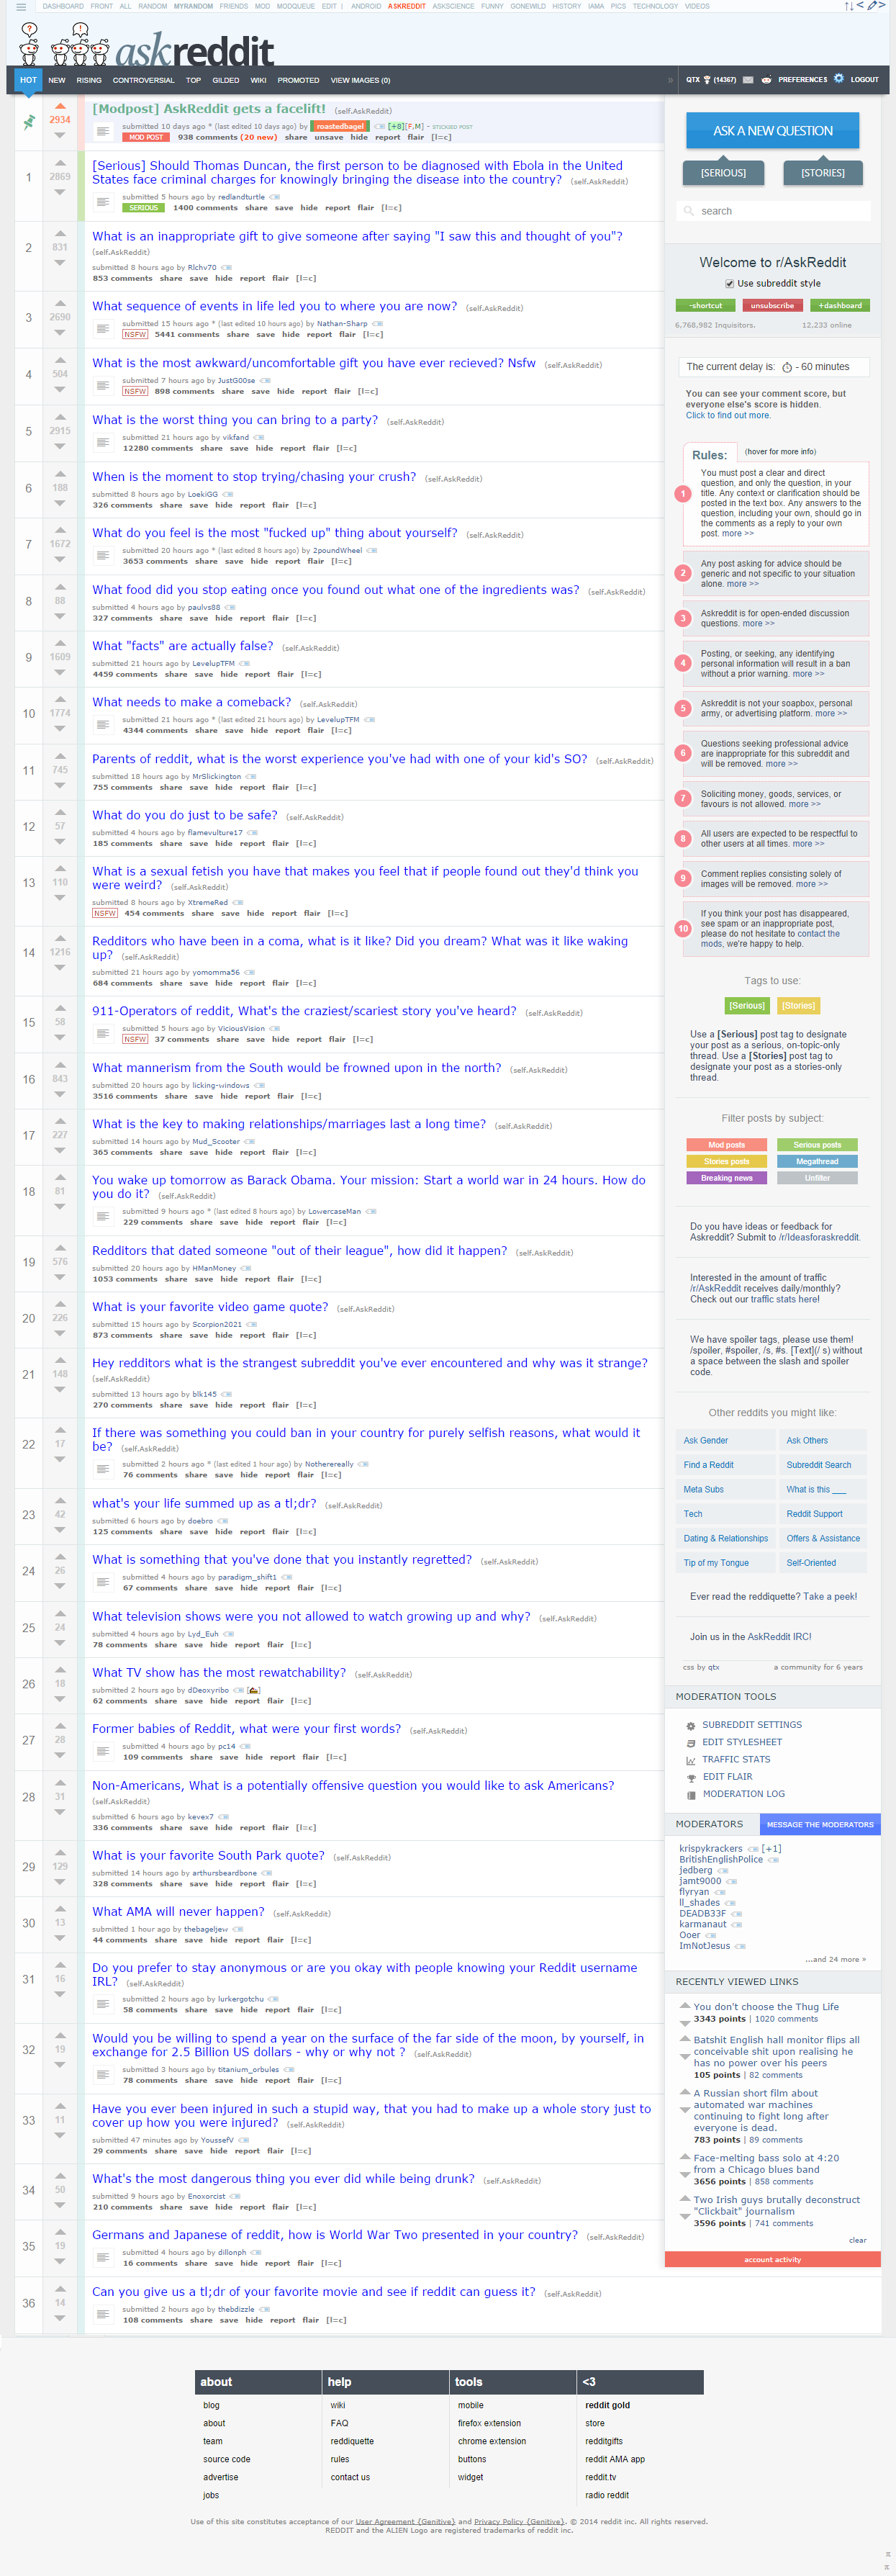 DASHBOARD FRONT ALL RANDOM MYRANDOM FRIENDS MOD MODQUEUE EDIT | ANDROID ASKREDDIT ASKSCIENCE FUNNY GONEWILD HISTORY IAMA PICS TECHNOLOGY VIDEOS
askreddit
HOT NEW RISING CONTROVERSIAL TOP GILDED WIKI PROMOTED VIEW IMAGES (0) » QTX (14367) PREFERENCES LOGOUT
2934
[Modpost] AskReddit gets a facelift! (self.AskReddit)
submitted 10 days ago * (last edited 10 days ago) by roastedbagel [+8][F,M] - STICKIED POST
MOD POST 938 comments (20 new) share unsave hide report flair [l=c]
1 2869
[Serious] Should Thomas Duncan, the first person to be diagnosed with Ebola in the United
States face criminal charges for knowingly bringing the disease into the country? (self.AskReddit)
submitted 5 hours ago by redlandturtle
SERIOUS 1400 comments share save hide report flair [l=c]
2 831
What is an inappropriate gift to give someone after saying "I saw this and thought of you"?
(self.AskReddit)
submitted 8 hours ago by Richv70
853 comments share save hide report flair [l=c]
3 2690
What sequence of events in life led you to where you are now? (self.AskReddit)
submitted 15 hours ago * (last edited 10 hours ago) by Nathan-Sharp
NSFW 5441 comments share save hide report flair [l=c]
4 504
What is the most awkward/uncomfortable gift you have ever recieved? Nsfw (self.AskReddit)
submitted 7 hours ago by JustG00se
NSFW 898 comments share save hide report flair [l=c]
5 2915
What is the worst thing you can bring to a party? (self.AskReddit)
submitted 21 hours ago by vikfand
12280 comments share save hide report flair [l=c]
6 188
When is the moment to stop trying/chasing your crush? (self.AskReddit)
submitted 8 hours ago by LoekiGG
326 comments share save hide report flair [l=c]
7 1672
What do you feel is the most "fucked up" thing about yourself? (self.AskReddit)
submitted 20 hours ago * (last edited 8 hours ago) by 2poundWheel
3653 comments share save hide report flair [l=c]
8 88
What food did you stop eating once you found out what one of the ingredients was? (self.AskReddit)
submitted 4 hours ago by paulvs88
327 comments share save hide report flair [l=c]
9 1609
What "facts" are actually false? (self.AskReddit)
submitted 21 hours ago by LevelupTFM
4459 comments share save hide report flair [l=c]
10 1774
What needs to make a comeback? (self.AskReddit)
submitted 21 hours ago * (last edited 21 hours ago) by LevelupTFM
4344 comments share save hide report flair [l=c]
11 745
Parents of reddit, what is the worst experience you've had with one of your kid's SO? (self.AskReddit)
submitted 18 hours ago by MrSlickington
755 comments share save hide report flair [l=c]
12 57
What do you do just to be safe? (self.AskReddit)
submitted 4 hours ago by flamevulture17
185 comments share save hide report flair [l=c]
13 110
What is a sexual fetish you have that makes you feel that if people found out they'd think you
were weird? (self.AskReddit)
submitted 8 hours ago by XtremeRed
NSFW 454 comments share save hide report flair [l=c]
14 1216
Redditors who have been in a coma, what is it like? Did you dream? What was it like waking
up? (self.AskReddit)
submitted 21 hours ago by yomomma56
684 comments share save hide report flair [l=c]
15 58
911-Operators of reddit, What's the craziest/scariest story you've heard? (self.AskReddit)
submitted 5 hours ago by ViciousVision
NSFW 37 comments share save hide report flair [l=c]
16 843
What mannerism from the South would be frowned upon in the north? (self.AskReddit)
submitted 20 hours ago by licking-windows
3516 comments share save hide report flair [l=c]
17 227
What is the key to making relationships/marriages last a long time? (self.AskReddit)
submitted 14 hours ago by Mud_Scooter
365 comments share save hide report flair [l=c]
18 81
You wake up tomorrow as Barack Obama. Your mission: Start a world war in 24 hours. How do
you do it? (self.AskReddit)
submitted 9 hours ago * (last edited 8 hours ago) by LowercaseMan
229 comments share save hide report flair [l=c]
19 576
Redditors that dated someone "out of their league", how did it happen? (self.AskReddit)
submitted 20 hours ago by HManMoney
1053 comments share save hide report flair [l=c]
20 226
What is your favorite video game quote? (self.AskReddit)
submitted 15 hours ago by Scorpion2021
873 comments share save hide report flair [l=c]
21 148
Hey redditors what is the strangest subreddit you've ever encountered and why was it strange?
(self.AskReddit)
submitted 13 hours ago by blk145
270 comments share save hide report flair [l=c]
22 17
If there was something you could ban in your country for purely selfish reasons, what would it
be? (self.AskReddit)
submitted 2 hours ago * (last edited 1 hour ago) by Notherereally
76 comments share save hide report flair [l=c]
23 42
what's your life summed up as a tl;dr? (self.AskReddit)
submitted 6 hours ago by doebro
125 comments share save hide report flair [l=c]
24 26
What is something that you've done that you instantly regretted? (self.AskReddit)
submitted 4 hours ago by paradigm_shift1
67 comments share save hide report flair [l=c]
25 24
What television shows were you not allowed to watch growing up and why? (self.AskReddit)
submitted 4 hours ago by Lyd_Euh
78 comments share save hide report flair [l=c]
26 18
What TV show has the most rewatchability? (self.AskReddit)
submitted 2 hours ago by dDeoxyribo
62 comments share save hide report flair [l=c]
27 28
Former babies of Reddit, what were your first words? (self.AskReddit)
submitted 4 hours ago by pc14
109 comments share save hide report flair [l=c]
28 31
Non-Americans, What is a potentially offensive question you would like to ask Americans?
(self.AskReddit)
submitted 6 hours ago by kevex7
336 comments share save hide report flair [l=c]
29 129
What is your favorite South Park quote? (self.AskReddit)
submitted 14 hours ago by arthursbeardbone
328 comments share save hide report flair [l=c]
30 13
What AMA will never happen? (self.AskReddit)
submitted 1 hour ago by thebageljew
44 comments share save hide report flair [l=c]
31 16
Do you prefer to stay anonymous or are you okay with people knowing your Reddit username
IRL? (self.AskReddit)
submitted 2 hours ago by lurkergotchu
58 comments share save hide report flair [l=c]
32 19
Would you be willing to spend a year on the surface of the far side of the moon, by yourself, in
exchange for 2.5 Billion US dollars - why or why not ? (self.AskReddit)
submitted 3 hours ago by titanium_orbules
78 comments share save hide report flair [l=c]
33 11
Have you ever been injured in such a stupid way, that you had to make up a whole story just to
cover up how you were injured? (self.AskReddit)
submitted 47 minutes ago by YoussefV
29 comments share save hide report flair [l=c]
34 50
What's the most dangerous thing you ever did while being drunk? (self.AskReddit)
submitted 9 hours ago by Enoxorcist
210 comments share save hide report flair [l=c]
35 19
Germans and Japanese of reddit, how is World War Two presented in your country? (self.AskReddit)
submitted 4 hours ago by dillonph
16 comments share save hide report flair [l=c]
36 14
Can you give us a tl;dr of your favorite movie and see if reddit can guess it? (self.AskReddit)
submitted 2 hours ago by thebdizzle
108 comments share save hide report flair [l=c]
ASK A NEW QUESTION
[SERIOUS] [STORIES]
search
Welcome to r/AskReddit
Use subreddit style
-shortcut unsubscribe +dashboard
6,768,982 Inquisitors. 12,233 online
The current delay is: - 60 minutes
You can see your comment score, but
everyone else's score is hidden.
Click to find out more.
Rules: (hover for more info)
1 You must post a clear and direct
question, and only the question, in your
title. Any context or clarification should be
posted in the text box. Any answers to the
question, including your own, should go in
the comments as a reply to your own
post. more >>
2 Any post asking for advice should be
generic and not specific to your situation
alone. more >>
3 Askreddit is for open-ended discussion
questions. more >>
4 Posting, or seeking, any identifying
personal information will result in a ban
without a prior warning. more >>
5 Askreddit is not your soapbox, personal
army, or advertising platform. more >>
6 Questions seeking professional advice
are inappropriate for this subreddit and
will be removed. more >>
7 Soliciting money, goods, services, or
favours is not allowed. more >>
8 All users are expected to be respectful to
other users at all times. more >>
9 Comment replies consisting solely of
images will be removed. more >>
10 If you think your post has disappeared,
see spam or an inappropriate post,
please do not hesitate to contact the
mods, we're happy to help.
Tags to use:
[Serious] [Stories]
Use a [Serious] post tag to designate
your post as a serious, on-topic-only
thread. Use a [Stories] post tag to
designate your post as a stories-only
thread.
Filter posts by subject:
Mod posts Serious posts
Stories posts Megathread
Breaking news Unfilter
Do you have ideas or feedback for
Askreddit? Submit to /r/Ideasforaskreddit.
Interested in the amount of traffic
/r/AskReddit receives daily/monthly?
Check out our traffic stats here!
We have spoiler tags, please use them!
/spoiler, #spoiler, /s, #s. [Text](/ s) without
a space between the slash and spoiler
code.
Other reddits you might like:
Ask Gender Ask Others
Find a Reddit Subreddit Search
Meta Subs What is this ___
Tech Reddit Support
Dating & Relationships Offers & Assistance
Tip of my Tongue Self-Oriented
Ever read the reddiquette? Take a peek!
Join us in the AskReddit IRC!
css by qtx a community for 6 years
MODERATION TOOLS
SUBREDDIT SETTINGS
EDIT STYLESHEET
TRAFFIC STATS
EDIT FLAIR
MODERATION LOG
MODERATORS MESSAGE THE MODERATORS
krispykrackers [+1]
BritishEnglishPolice
jedberg
jamt9000
flyryan
ll_shades
DEADB33F
karmanaut
Ooer
ImNotJesus
...and 24 more »
RECENTLY VIEWED LINKS
You don't choose the Thug Life
3343 points | 1020 comments
Batshit English hall monitor flips all
conceivable shit upon realising he
has no power over his peers
105 points | 82 comments
A Russian short film about
automated war machines
continuing to fight long after
everyone is dead.
783 points | 89 comments
Face-melting bass solo at 4:20
from a Chicago blues band
3656 points | 858 comments
Two Irish guys brutally deconstruct
"Clickbait" journalism
3596 points | 741 comments
clear
account activity
about help tools <3
blog wiki mobile reddit gold
about FAQ firefox extension store
team reddiquette chrome extension redditgifts
source code rules buttons reddit AMA app
advertise contact us widget reddit.tv
jobs radio reddit
Use of this site constitutes acceptance of our User Agreement {Genitive} and Privacy Policy {Genitive}. © 2014 reddit inc. All rights reserved.
REDDIT and the ALIEN Logo are registered trademarks of reddit inc.
π
π